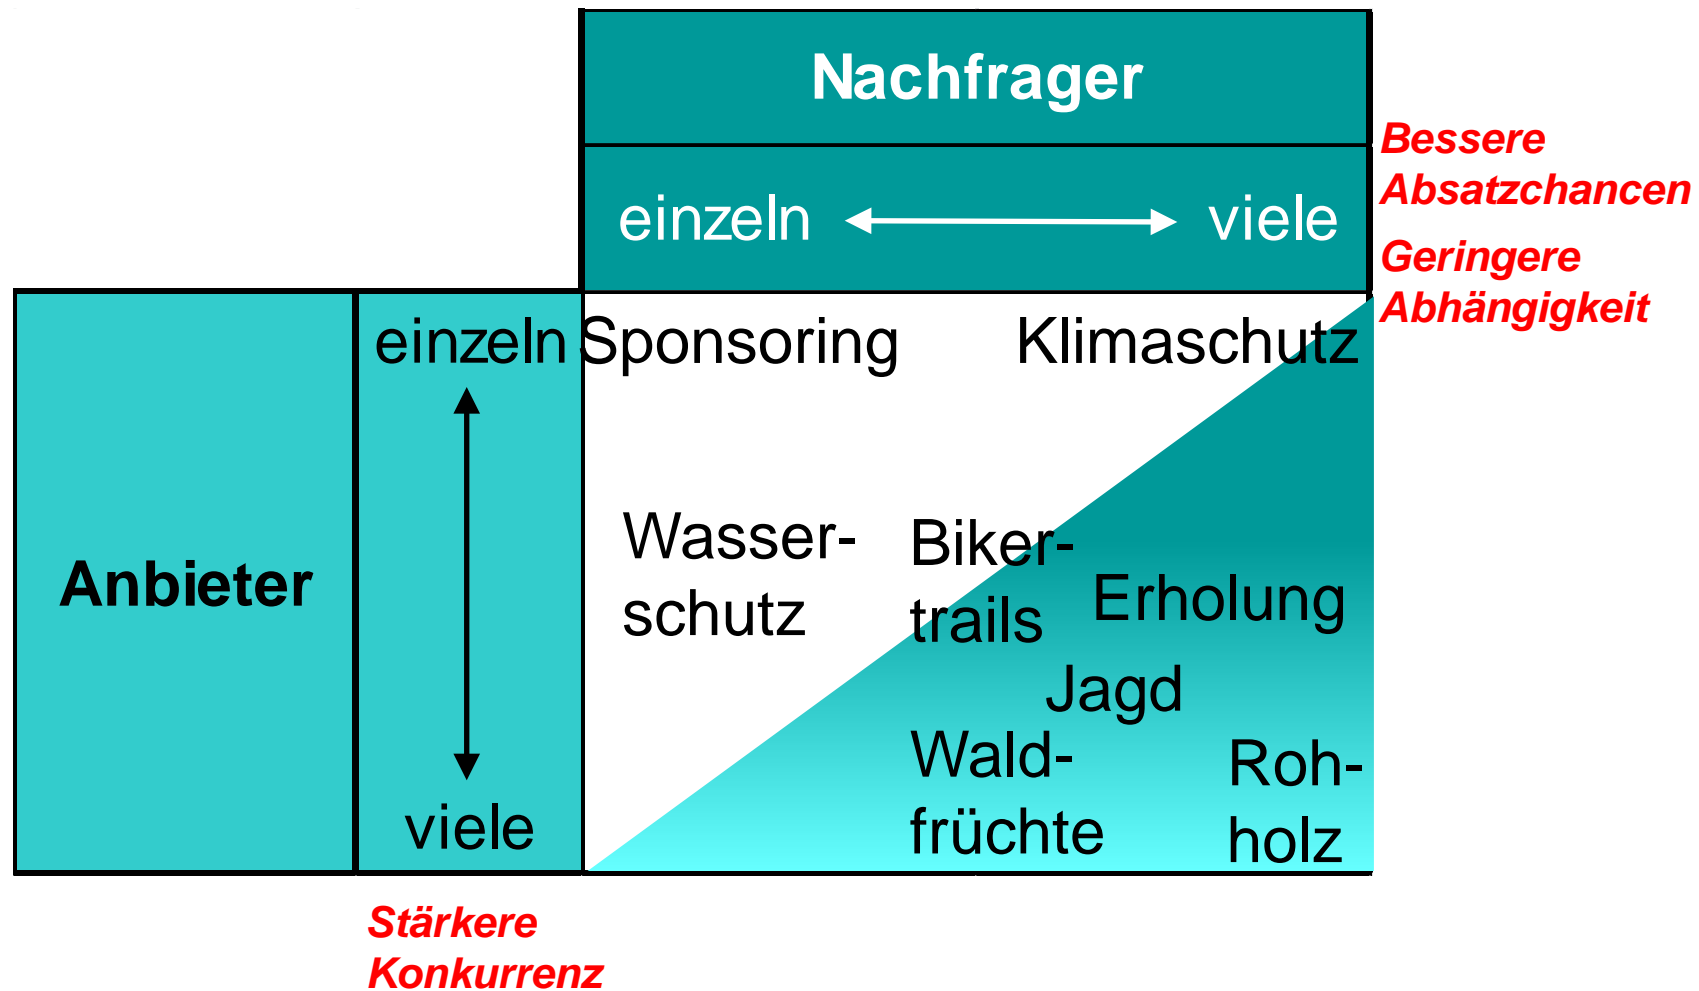 Nachfrager
Bessere
Absatzchancen
einzeln viele
Geringere
Abhängigkeit
einzeln Sponsoring Klimaschutz
Anbieter
Wasser-
schutz
Biker-
trails
Erholung
Jagd
Wald-
früchte
Roh-
holz
viele
Stärkere
Konkurrenz